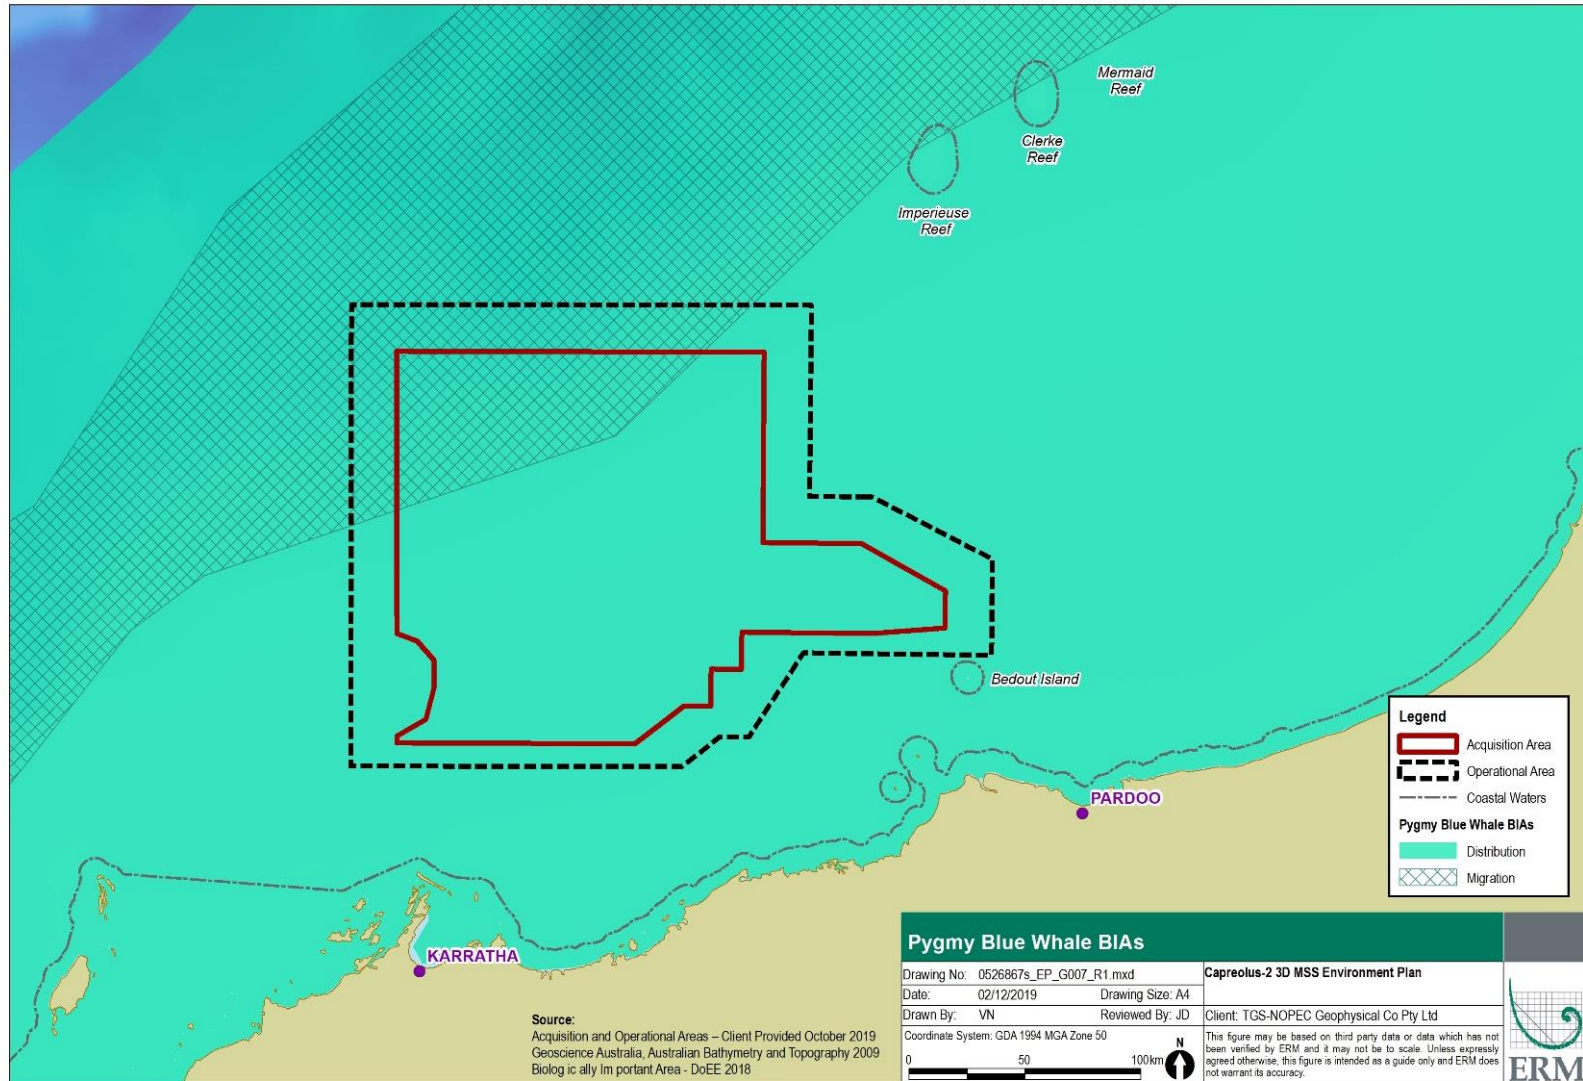 Mermaid
Reef
Clerke
Reef
Imperieuse
Reef
Bedout Island
PARDOO
KARRATHA
Legend
Acquisition Area
Operational Area
Coastal Waters
Pygmy Blue Whale BIAs
Distribution
Migration
Source:
Acquisition and Operational Areas – Client Provided October 2019
Geoscience Australia, Australian Bathymetry and Topography 2009
Biolog ic ally Im portant Area - DoEE 2018
Pygmy Blue Whale BIAs
Drawing No: 0526867s_EP_G007_R1.mxd
Date: 02/12/2019 Drawing Size: A4
Drawn By: VN Reviewed By: JD
Coordinate System: GDA 1994 MGA Zone 50
0 50 100km
N
Capreolus-2 3D MSS Environment Plan
Client: TGS-NOPEC Geophysical Co Pty Ltd
This figure may be based on third party data or data which has not
been verified by ERM and it may not be to scale. Unless expressly
agreed otherwise, this figure is intended as a guide only and ERM does
not warrant its accuracy.
ERM